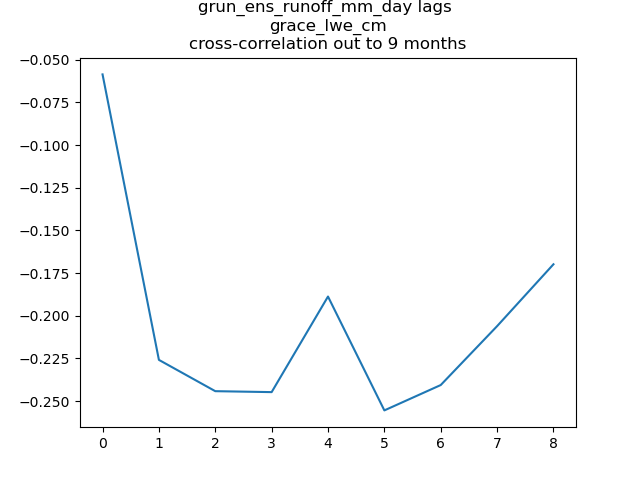 grun_ens_runoff_mm_day lags
grace_lwe_cm
cross-correlation out to 9 months
−0.050
−0.075
−0.100
−0.125
−0.150
−0.175
−0.200
−0.225
−0.250
0 1 2 3 4 5 6 7 8